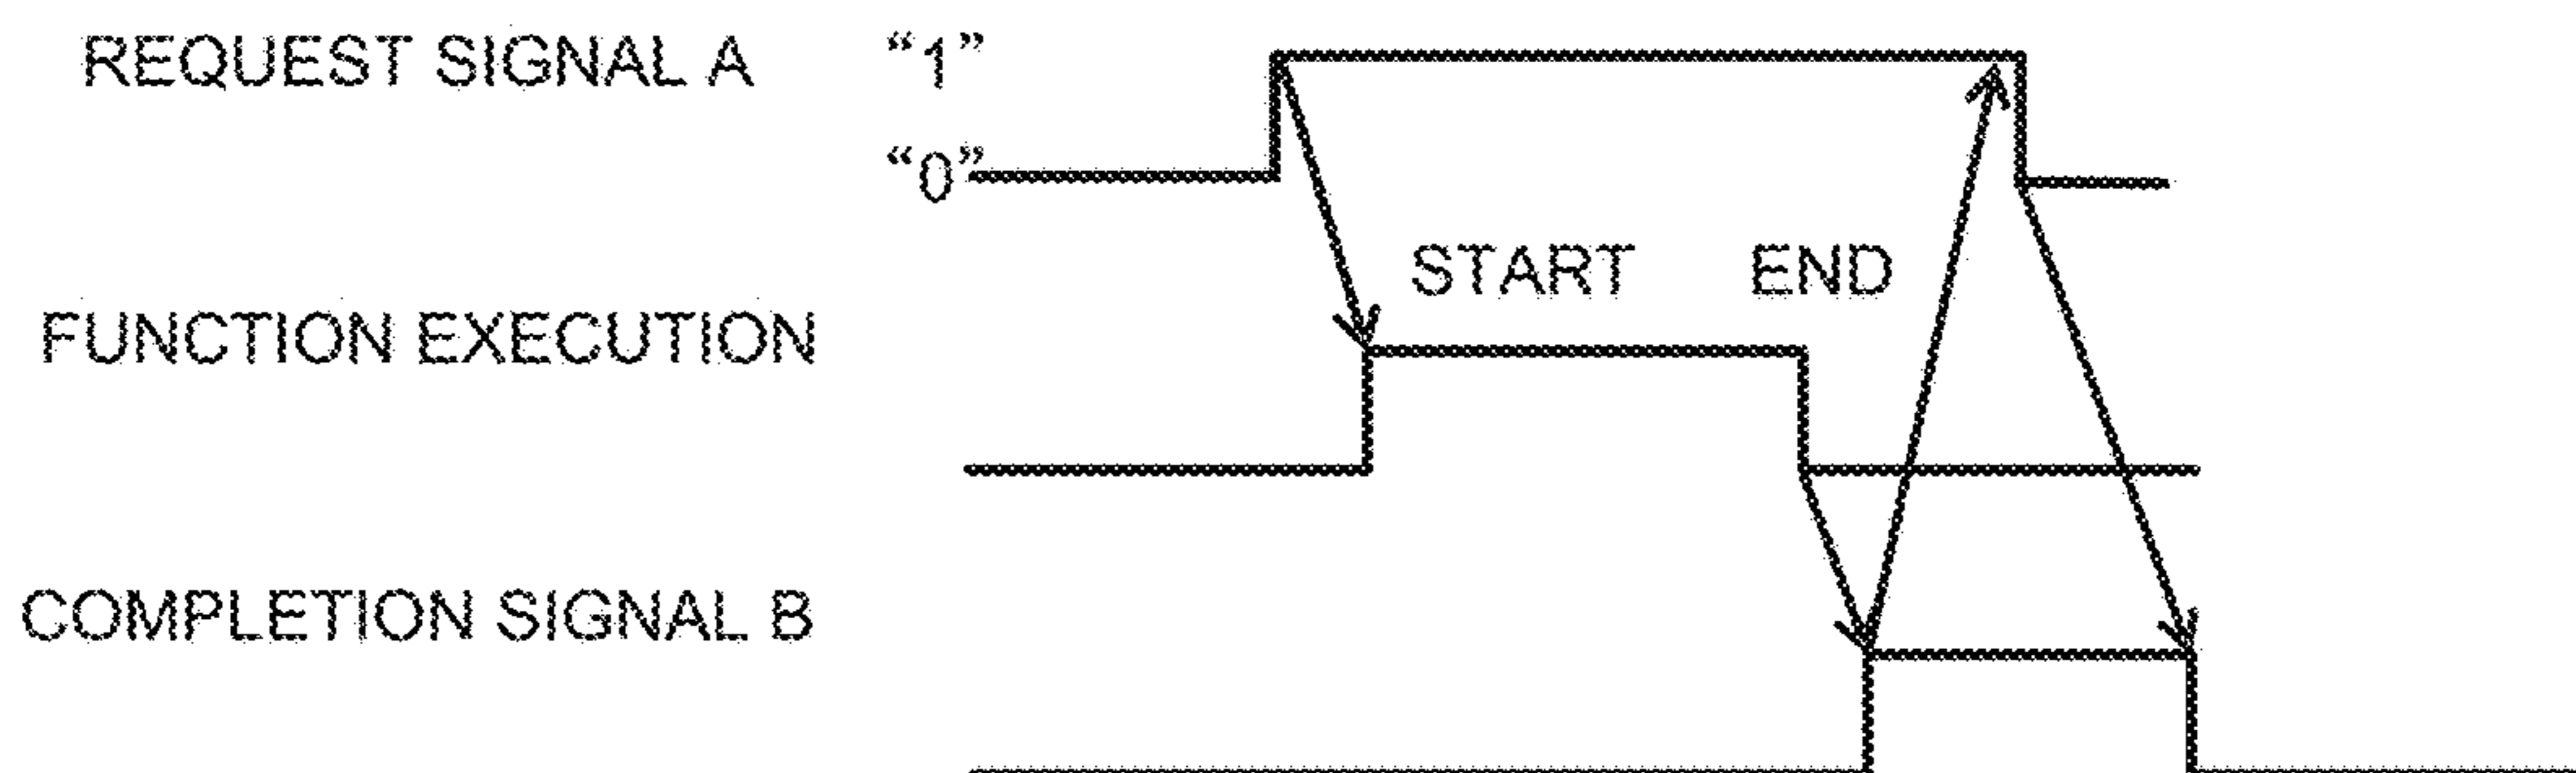 REQUEST SIGNAL A “1”
“0”
START END
FUNCTION EXECUTION
COMPLETION SIGNAL B